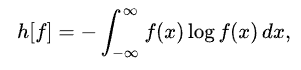 h[f] = −∫_{−∞}^{∞} f(x) log f(x) dx,